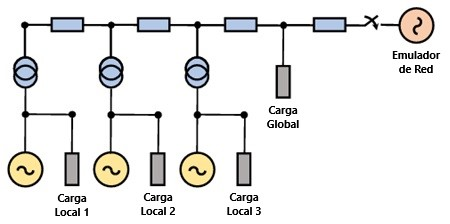 Emulador
de Red
Carga
Global
Carga
Local 1
Carga
Local 2
Carga
Local 3